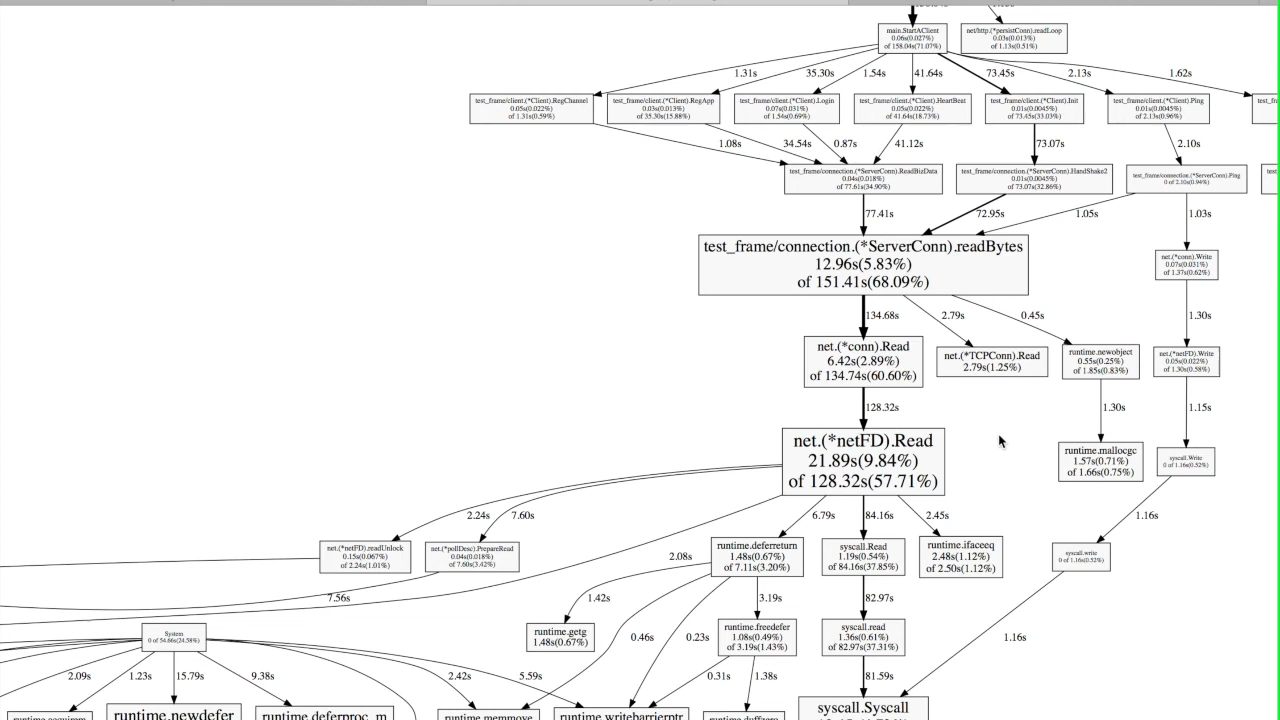 main.StartAClient
0.06s(0.027%)
of 158.04s(71.07%)
net/http.(*persistConn).readLoop
0.03s(0.013%)
of 1.13s(0.51%)
1.31s
35.30s
1.54s
41.64s
73.45s
2.13s
1.62s
test_frame/client.(*Client).RegChannel
0.05s(0.022%)
of 1.31s(0.59%)
test_frame/client.(*Client).RegApp
0.03s(0.013%)
of 35.30s(15.88%)
test_frame/client.(*Client).Login
0.07s(0.031%)
of 1.54s(0.69%)
test_frame/client.(*Client).HeartBeat
0.05s(0.022%)
of 41.64s(18.73%)
test_frame/client.(*Client).Init
0.01s(0.0045%)
of 73.45s(33.03%)
test_frame/client.(*Client).Ping
0.01s(0.0045%)
of 2.13s(0.96%)
1.08s
34.54s
0.87s
41.12s
73.07s
2.10s
test_frame/connection.(*ServerConn).ReadBizData
0.04s(0.018%)
of 77.61s(34.90%)
test_frame/connection.(*ServerConn).HandShake2
0.01s(0.0045%)
of 73.07s(32.86%)
test_frame/connection.(*ServerConn).Ping
0 of 2.10s(0.94%)
77.41s
72.95s
1.05s
1.03s
test_frame/connection.(*ServerConn).readBytes
12.96s(5.83%)
of 151.41s(68.09%)
net.(*conn).Write
0.07s(0.031%)
of 1.37s(0.62%)
134.68s
2.79s
0.45s
1.30s
net.(*conn).Read
6.42s(2.89%)
of 134.74s(60.60%)
net.(*TCPConn).Read
2.79s(1.25%)
runtime.newobject
0.55s(0.25%)
of 1.85s(0.83%)
net.(*netFD).Write
0.05s(0.022%)
of 1.30s(0.58%)
128.32s
1.30s
1.15s
net.(*netFD).Read
21.89s(9.84%)
of 128.32s(57.71%)
runtime.mallocgc
1.57s(0.71%)
of 1.66s(0.75%)
syscall.Write
0 of 1.16s(0.52%)
2.24s
7.60s
6.79s
84.16s
2.45s
1.16s
net.(*netFD).readUnlock
0.15s(0.067%)
of 2.24s(1.01%)
net.(*pollDesc).PrepareRead
0.04s(0.018%)
of 7.60s(3.42%)
2.08s
runtime.deferreturn
1.48s(0.67%)
of 7.11s(3.20%)
syscall.Read
1.19s(0.54%)
of 84.16s(37.85%)
runtime.ifaceeq
2.48s(1.12%)
of 2.50s(1.12%)
syscall.write
0 of 1.16s(0.52%)
7.56s
1.42s
3.19s
82.97s
System
0 of 54.66s(24.58%)
runtime.getg
1.48s(0.67%)
0.46s
0.23s
runtime.freedefer
1.08s(0.49%)
of 3.19s(1.43%)
syscall.read
1.36s(0.61%)
of 82.97s(37.31%)
1.16s
2.09s
1.23s
15.79s
9.38s
2.42s
5.59s
0.31s
1.38s
81.59s
runtime.newdefer
runtime.deferproc_m
runtime.memmove
runtime.writebarrierptr
runtime.duffzero
syscall.Syscall